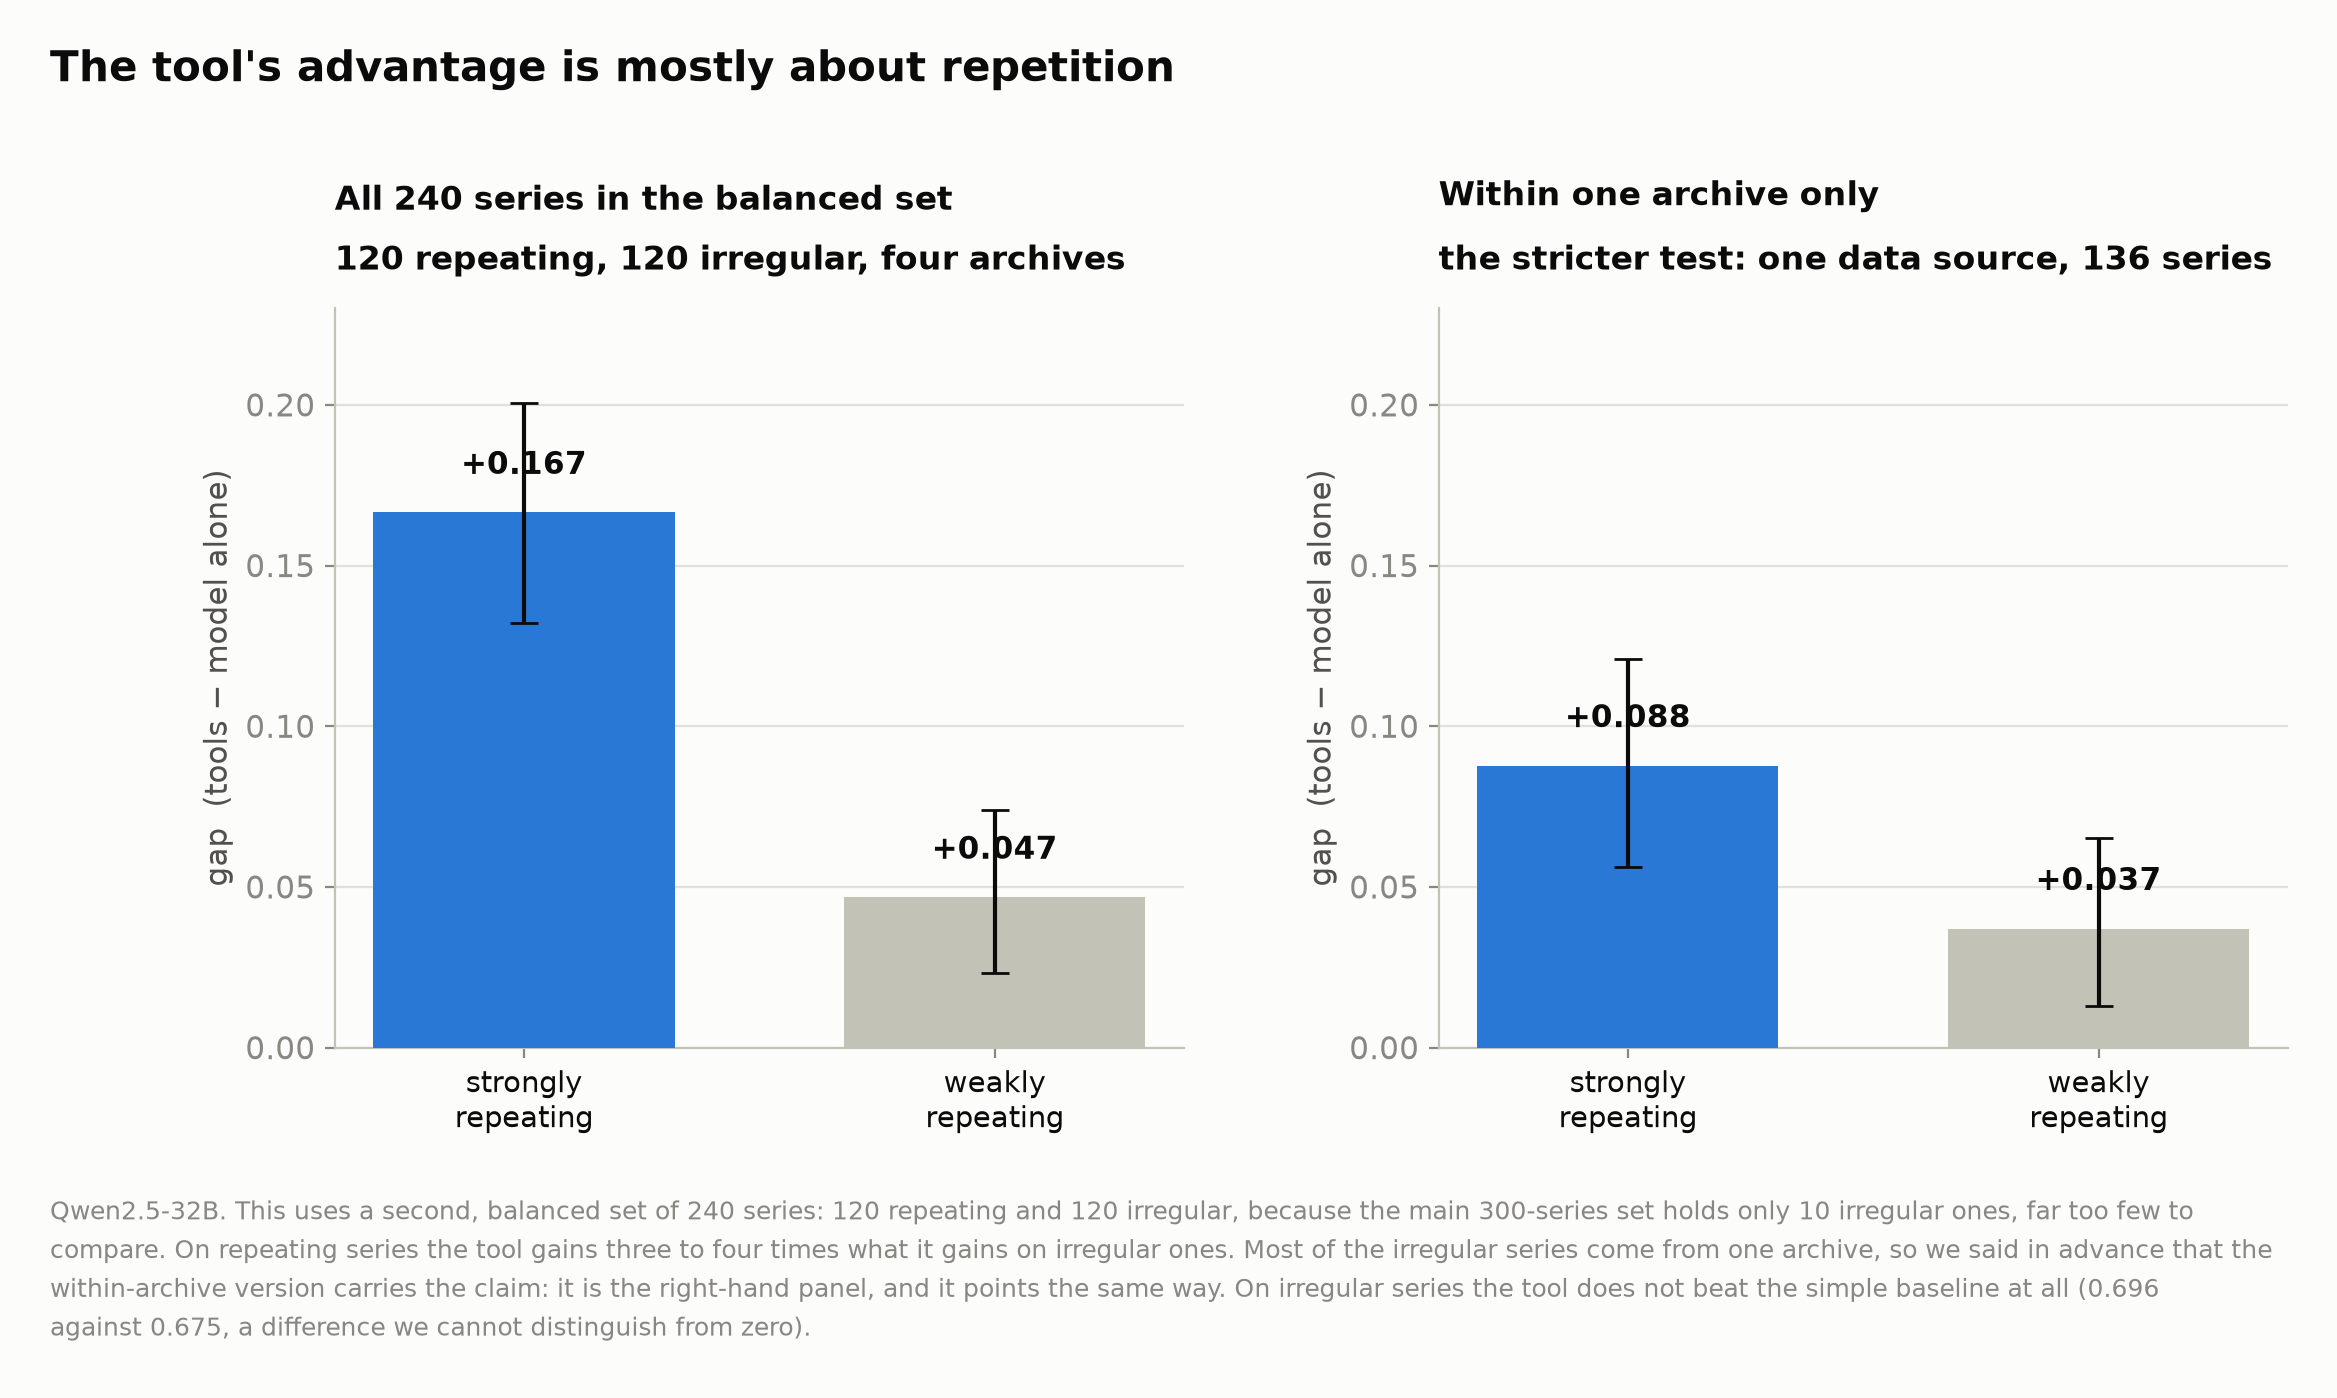 The tool's advantage is mostly about repetition
All 240 series in the balanced set
120 repeating, 120 irregular, four archives
gap  (tools − model alone)
0.20
0.15
0.10
0.05
0.00
+0.167
+0.047
strongly
repeating
weakly
repeating
Within one archive only
the stricter test: one data source, 136 series
gap  (tools − model alone)
0.20
0.15
0.10
0.05
0.00
+0.088
+0.037
strongly
repeating
weakly
repeating
Qwen2.5-32B. This uses a second, balanced set of 240 series: 120 repeating and 120 irregular, because the main 300-series set holds only 10 irregular ones, far too few to
compare. On repeating series the tool gains three to four times what it gains on irregular ones. Most of the irregular series come from one archive, so we said in advance that the
within-archive version carries the claim: it is the right-hand panel, and it points the same way. On irregular series the tool does not beat the simple baseline at all (0.696
against 0.675, a difference we cannot distinguish from zero).